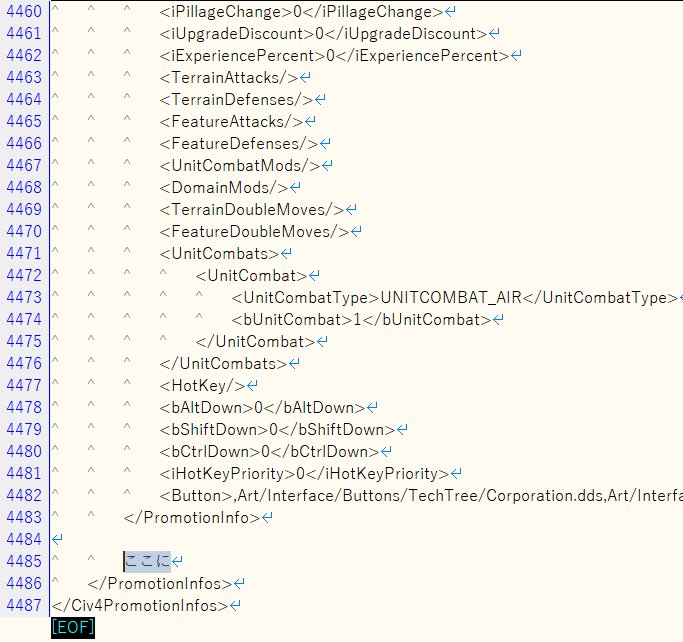 4460 ^ ^ ^ <iPillageChange>0</iPillageChange>↵
4461 ^ ^ ^ <iUpgradeDiscount>0</iUpgradeDiscount>↵
4462 ^ ^ ^ <iExperiencePercent>0</iExperiencePercent>↵
4463 ^ ^ ^ <TerrainAttacks/>↵
4464 ^ ^ ^ <TerrainDefenses/>↵
4465 ^ ^ ^ <FeatureAttacks/>↵
4466 ^ ^ ^ <FeatureDefenses/>↵
4467 ^ ^ ^ <UnitCombatMods/>↵
4468 ^ ^ ^ <DomainMods/>↵
4469 ^ ^ ^ <TerrainDoubleMoves/>↵
4470 ^ ^ ^ <FeatureDoubleMoves/>↵
4471 ^ ^ ^ <UnitCombats>↵
4472 ^ ^ ^ ^ <UnitCombat>↵
4473 ^ ^ ^ ^ ^ <UnitCombatType>UNITCOMBAT_AIR</UnitCombatType>↵
4474 ^ ^ ^ ^ ^ <bUnitCombat>1</bUnitCombat>↵
4475 ^ ^ ^ ^ </UnitCombat>↵
4476 ^ ^ ^ </UnitCombats>↵
4477 ^ ^ ^ <HotKey/>↵
4478 ^ ^ ^ <bAltDown>0</bAltDown>↵
4479 ^ ^ ^ <bShiftDown>0</bShiftDown>↵
4480 ^ ^ ^ <bCtrlDown>0</bCtrlDown>↵
4481 ^ ^ ^ <iHotKeyPriority>0</iHotKeyPriority>↵
4482 ^ ^ ^ <Button>,Art/Interface/Buttons/TechTree/Corporation.dds,Art/Interfa
4483 ^ ^ </PromotionInfo>↵
4484 ↵
4485 ^ ^ ここに↵
4486 ^ </PromotionInfos>↵
4487 </Civ4PromotionInfos>↵
[EOF]